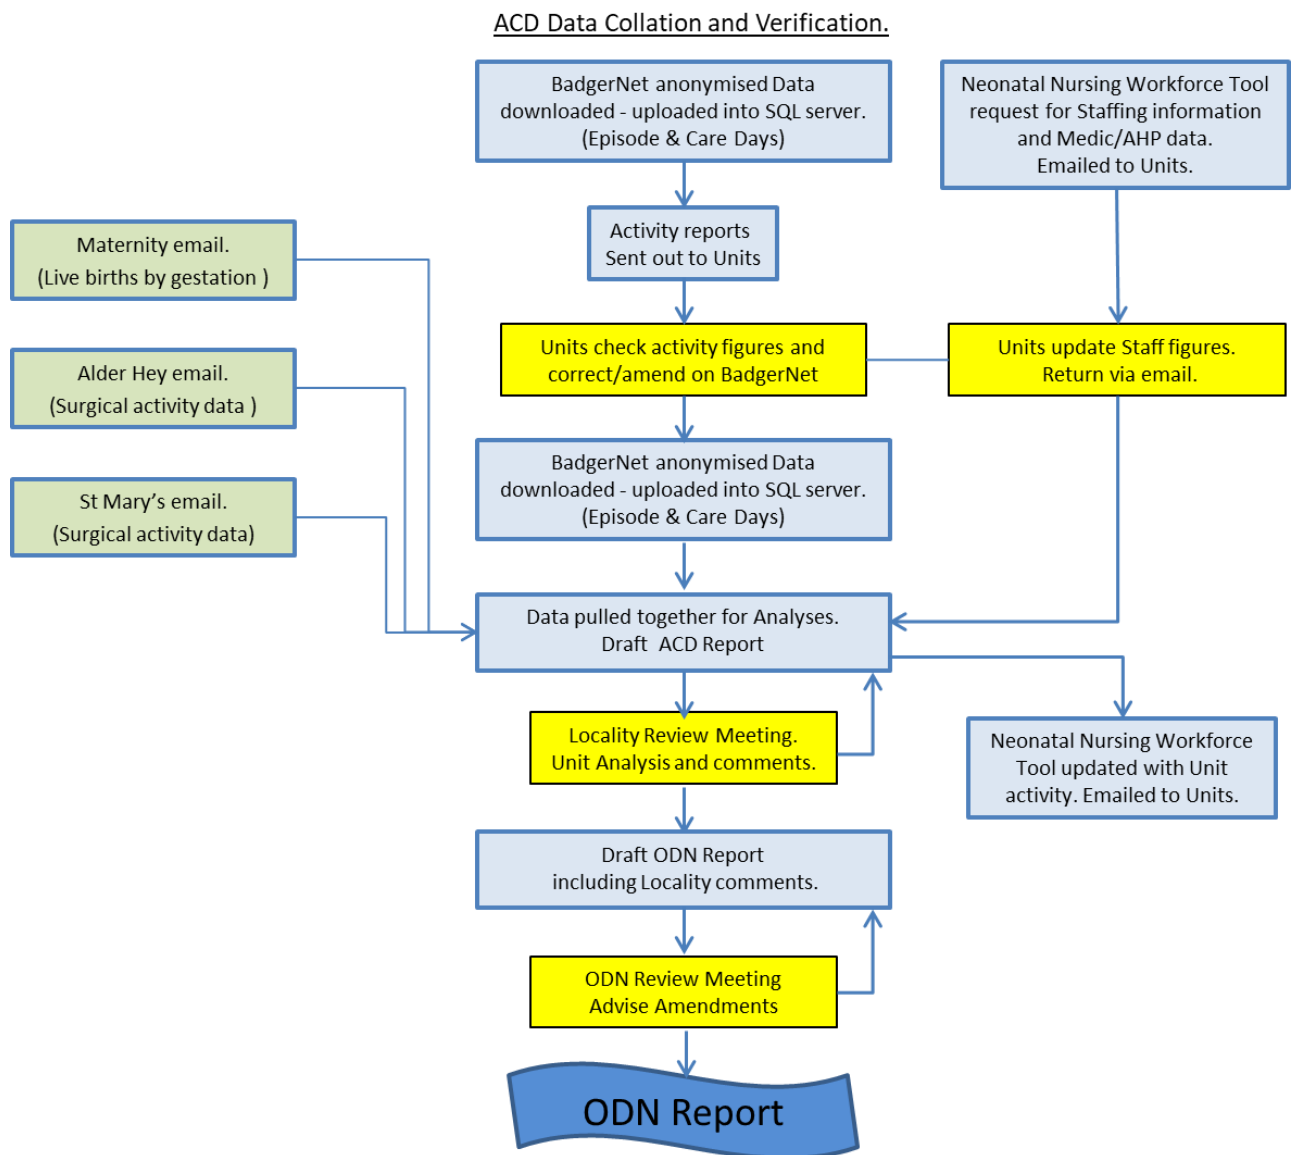 ACD Data Collation and Verification.
BadgerNet anonymised Data
downloaded - uploaded into SQL server.
(Episode & Care Days)
Neonatal Nursing Workforce Tool
request for Staffing information
and Medic/AHP data.
Emailed to Units.
Activity reports
Sent out to Units
Maternity email.
(Live births by gestation )
Units check activity figures and
correct/amend on BadgerNet
Units update Staff figures.
Return via email.
Alder Hey email.
(Surgical activity data )
BadgerNet anonymised Data
downloaded - uploaded into SQL server.
(Episode & Care Days)
St Mary’s email.
(Surgical activity data)
Data pulled together for Analyses.
Draft ACD Report
Locality Review Meeting.
Unit Analysis and comments.
Neonatal Nursing Workforce
Tool updated with Unit
activity. Emailed to Units.
Draft ODN Report
including Locality comments.
ODN Review Meeting
Advise Amendments
ODN Report